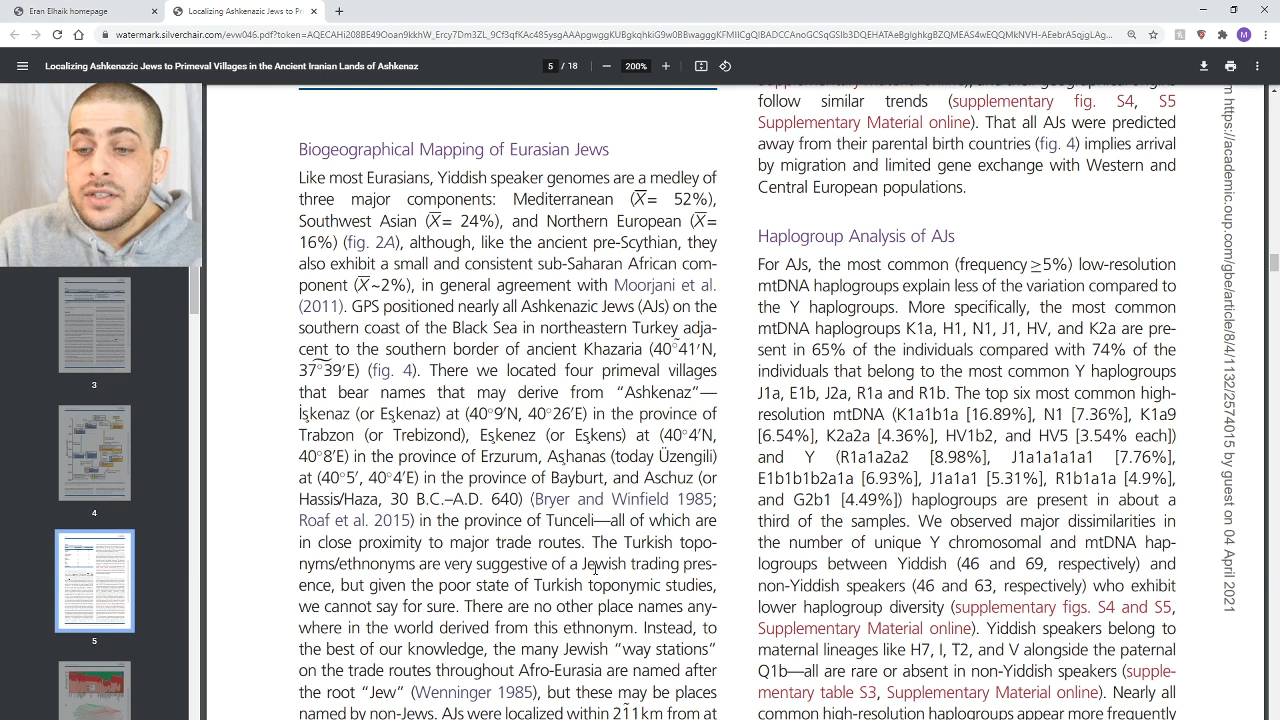 Eran Elhaik homepage
Localizing Ashkenazic Jews to Pr
watermark.silverchair.com/evw046.pdf?token=
Localizing Ashkenazic Jews to Primeval Villages in the Ancient Iranian Lands of Ashkenaz
5 / 18
200%
M
3
4
5
Biogeographical Mapping of Eurasian Jews
Like most Eurasians, Yiddish speaker genomes are a medley of
three major components: Mediterranean (X̅= 52%),
Southwest Asian (X̅= 24%), and Northern European (X̅=
16%) (fig. 2A), although, like the ancient pre-Scythian, they
also exhibit a small and consistent sub-Saharan African com-
ponent (X̅~2%), in general agreement with Moorjani et al.
(2011). GPS positioned nearly all Ashkenazic Jews (AJs) on the
southern coast of the Black sea in northeastern Turkey adja-
cent to the southern border of ancient Khazaria (40°41′N,
37°39′E) (fig. 4). There we located four primeval villages
that bear names that may derive from “Ashkenaz”—
İşkenaz (or Eşkenaz) at (40°9′N, 40°26′E) in the province of
Trabzon (or Trebizond), Eşkenez (or Eşkens) at (40°4′N,
40°8′E) in the province of Erzurum, Aşhanas (today Üzengili)
at (40°5′N, 40°4′E) in the province of Bayburt, and Aschuz (or
Hassis/Haza, 30 B.C.–A.D. 640) (Bryer and Winfield 1985;
Roaf et al. 2015) in the province of Tunceli—all of which are
in close proximity to major trade routes. The Turkish topo-
nyms/ethnonyms are very suggestive of a Jewish trading pres-
ence, but given the poor state of Turkish toponymic studies,
we cannot say for sure. There are no other place names any-
where in the world derived from this ethnonym. Instead, to
the best of our knowledge, the many Jewish “way stations”
on the trade routes throughout Afro-Eurasia are named after
the root “Jew” (Wenninger 1985), but these may be places
named by non-Jews. AJs were localized within 211km from at
follow similar trends (supplementary fig. S4, S5
Supplementary Material online). That all AJs were predicted
away from their parental birth countries (fig. 4) implies arrival
by migration and limited gene exchange with Western and
Central European populations.
Haplogroup Analysis of AJs
For AJs, the most common (frequency ≥5%) low-resolution
mtDNA haplogroups explain less of the variation compared to
the Y haplogroups. More specifically, the most common
mtDNA haplogroups K1a, H1, N1, J1, HV, and K2a are pre-
sent in 65% of the individuals compared with 74% of the
individuals that belong to the most common Y haplogroups
J1a, E1b, J2a, R1a and R1b. The top six most common high-
resolution mtDNA (K1a1b1a [16.89%], N1 [7.36%], K1a9
[6.54%], K2a2a [4.36%], HV1b2, and HV5 [3.54% each])
and Y (R1a1a2a2 [8.98%], J1a1a1a1a1 [7.76%],
[6.93%], [5.31%], R1b1a1a [4.9%],
and G2b1 [4.49%]) haplogroups are present in about a
third of the samples. We observed major dissimilarities in
the number of unique Y chromosomal and mtDNA hap-
logroups between Yiddish (46 and 69, respectively) and
respectively) who exhibit
supplementary figs. S4 and S5,
Supplementary Material online). Yiddish speakers belong to
maternal lineages like H7, I, T2, and V alongside the paternal
Q1b—all are rare or absent in non-Yiddish speakers (supple-
mentary table S3, Supplementary Material online). Nearly all
common high-resolution haplogroups appear more frequently
m https://academic.oup.com/gbe/article/8/4/1132/2574015 by guest on 04 April 2021